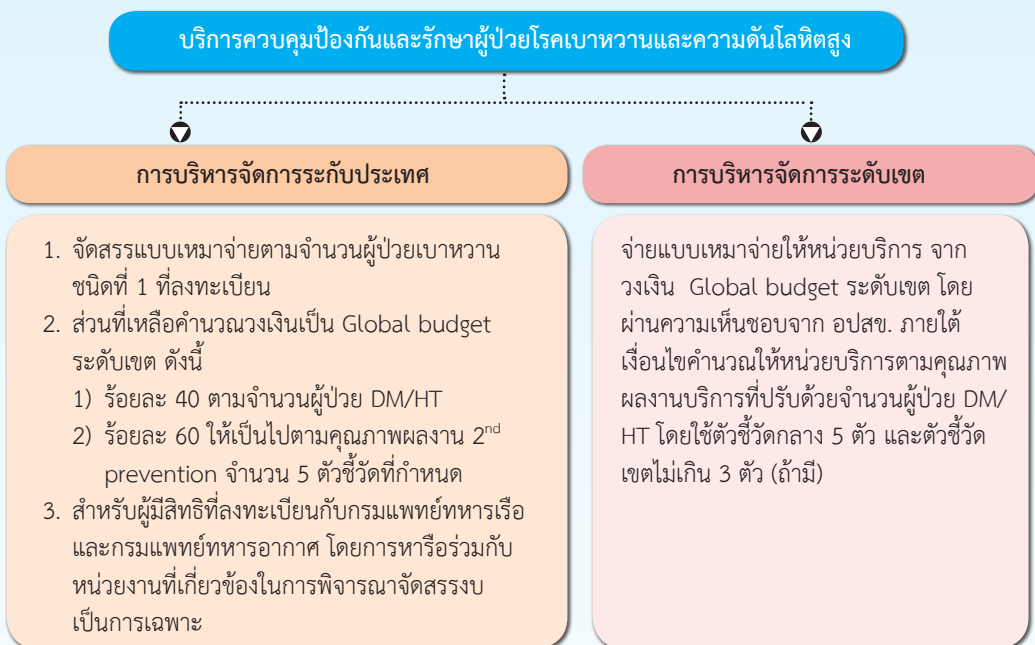 บริการควบคุมป้องกันและรักษาผู้ป่วยโรคเบาหวานและความดันโลหิตสูง
การบริหารจัดการระกับประเทศ
1. จัดสรรแบบเหมาจ่ายตามจำนวนผู้ป่วยเบาหวาน
ชนิดที่ 1 ที่ลงทะเบียน
2. ส่วนที่เหลือคำนวณวงเงินเป็น Global budget
ระดับเขต ดังนี้
1) ร้อยละ 40 ตามจำนวนผู้ป่วย DM/HT
2) ร้อยละ 60 ให้เป็นไปตามคุณภาพผลงาน 2nd
prevention จำนวน 5 ตัวชี้วัดที่กำหนด
3. สำหรับผู้มีสิทธิที่ลงทะเบียนกับกรมแพทย์ทหารเรือ
และกรมแพทย์ทหารอากาศ โดยการหารือร่วมกับ
หน่วยงานที่เกี่ยวข้องในการพิจารณาจัดสรรงบ
เป็นการเฉพาะ
การบริหารจัดการระดับเขต
จ่ายแบบเหมาจ่ายให้หน่วยบริการ จาก
วงเงิน Global budget ระดับเขต โดย
ผ่านความเห็นชอบจาก อปสข. ภายใต้
เงื่อนไขคำนวณให้หน่วยบริการตามคุณภาพ
ผลงานบริการที่ปรับด้วยจำนวนผู้ป่วย DM/
HT โดยใช้ตัวชี้วัดกลาง 5 ตัว และตัวชี้วัด
เขตไม่เกิน 3 ตัว (ถ้ามี)